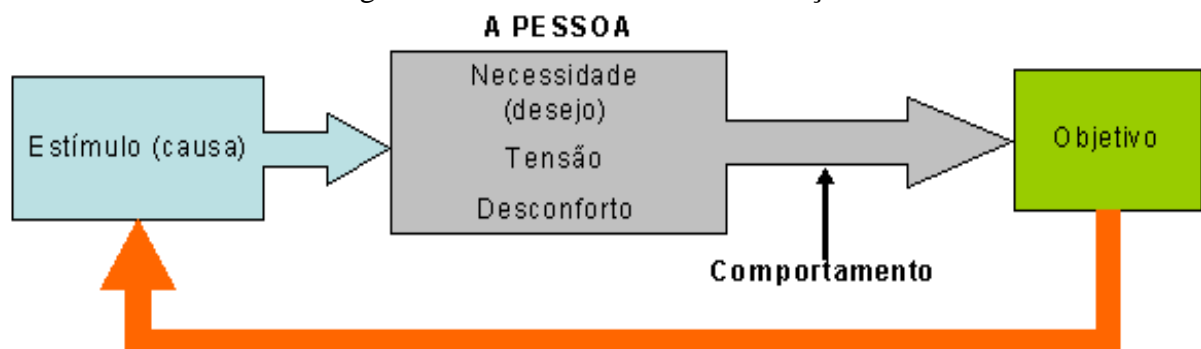 A PESSOA
Estímulo (causa)
Necessidade
(desejo)
Tensão
Desconforto
Objetivo
Comportamento